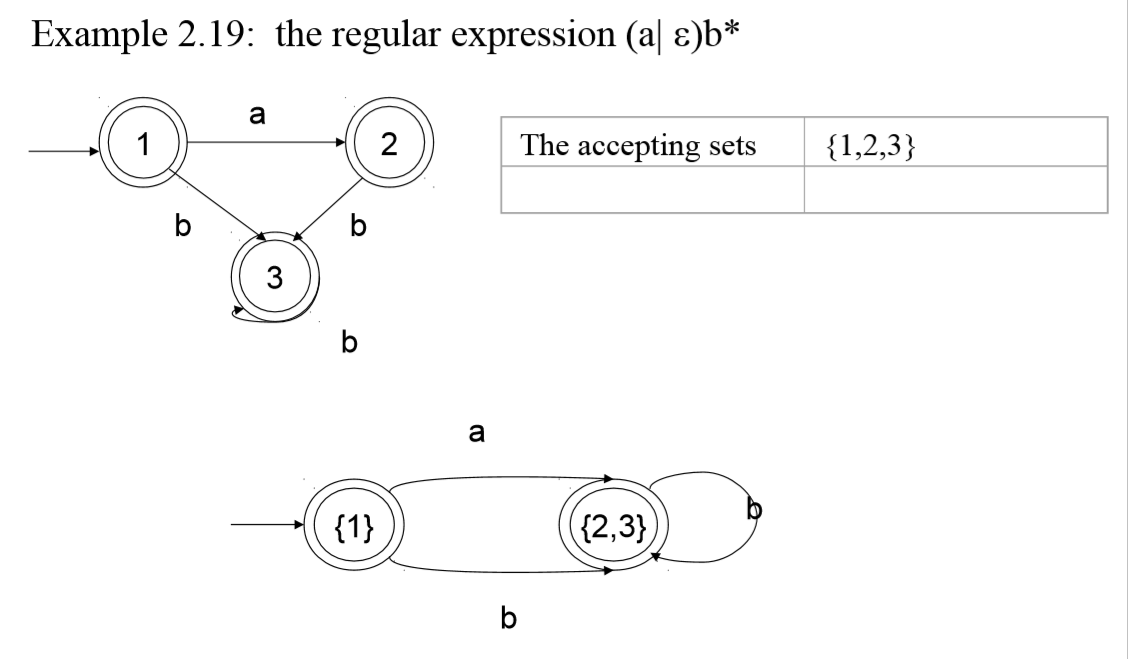 Example 2.19: the regular expression (a| ε)b*
a
1
2
The accepting sets {1,2,3}
b
b
3
b
a
{1}
{2,3}
b
b